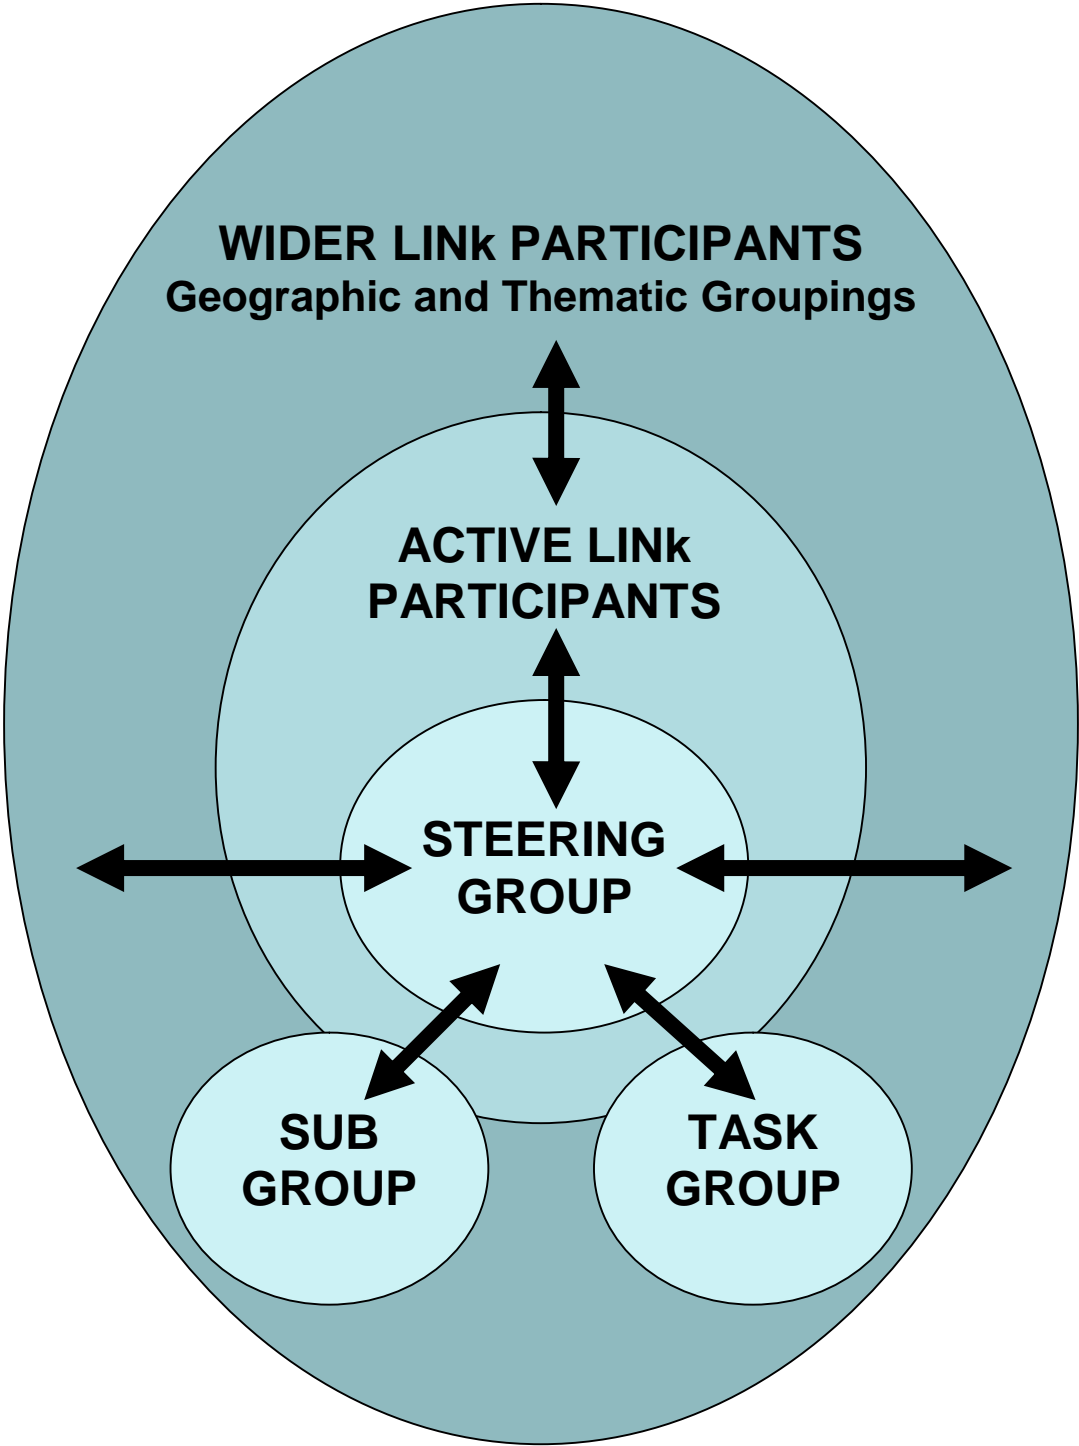 WIDER LINk PARTICIPANTS
Geographic and Thematic Groupings
ACTIVE LINk
PARTICIPANTS
STEERING
GROUP
SUB
GROUP
TASK
GROUP